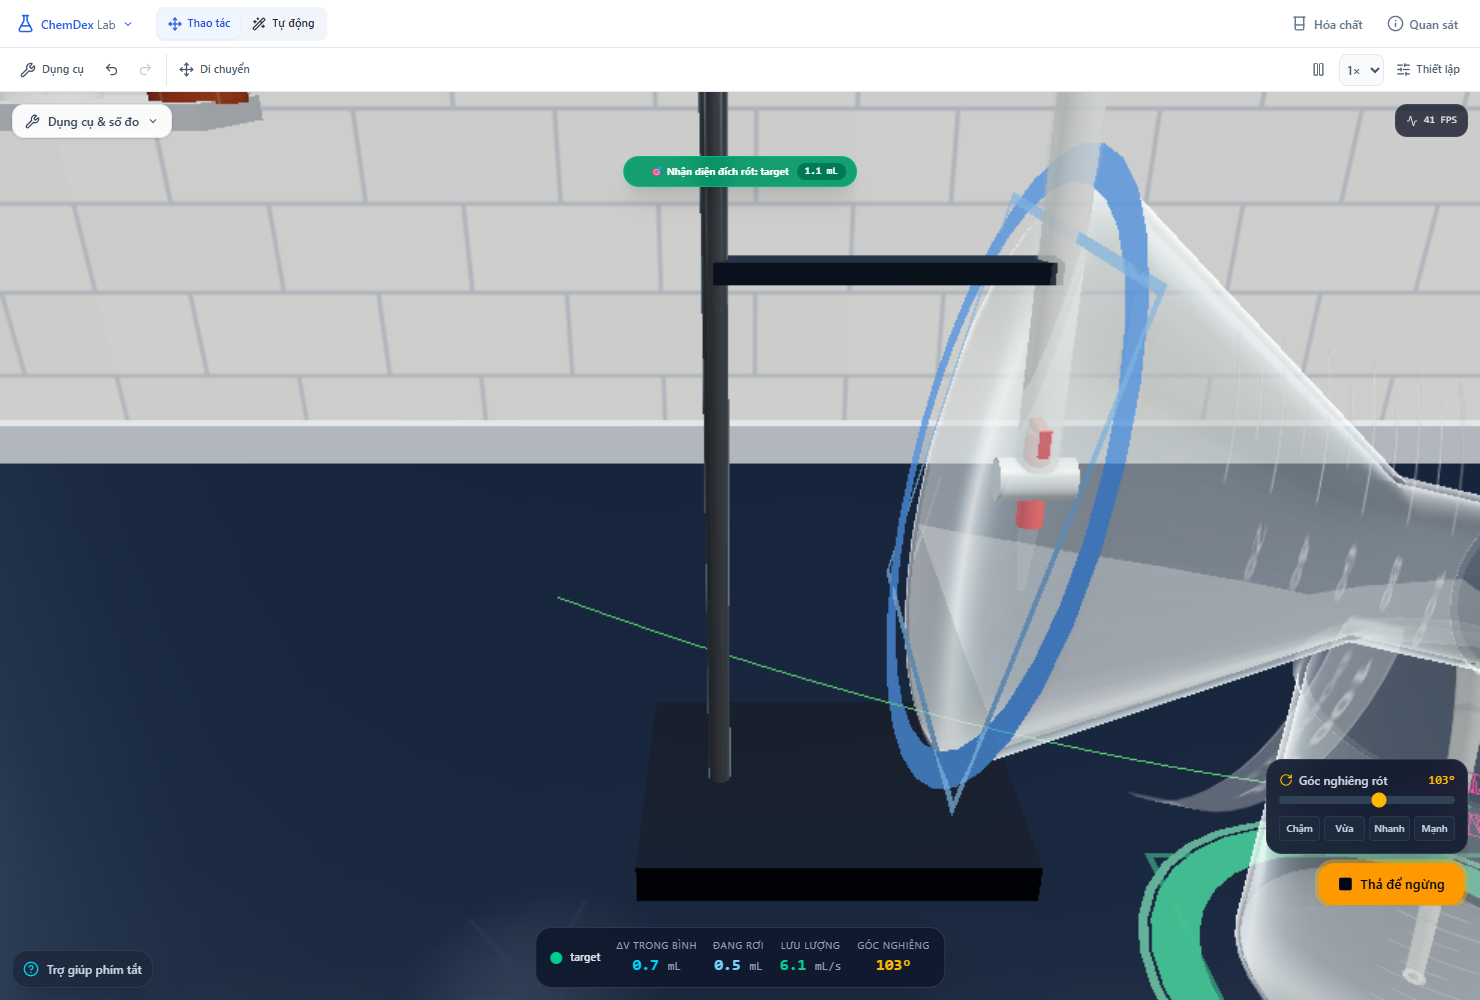 ChemDex Lab
Thao tác
Tự động
Hóa chất
Quan sát
Dụng cụ
Di chuyển
1×
Thiết lập
Dụng cụ & số đo
41 FPS
Nhận diện đích rót: target 1.1 mL
Góc nghiêng rót 103°
Chậm
Vừa
Nhanh
Mạnh
Thả để ngừng
target
ΔV TRONG BÌNH
0.7 mL
ĐANG RƠI
0.5 mL
LƯU LƯỢNG
6.1 mL/s
GÓC NGHIÊNG
103°
Trợ giúp phím tắt